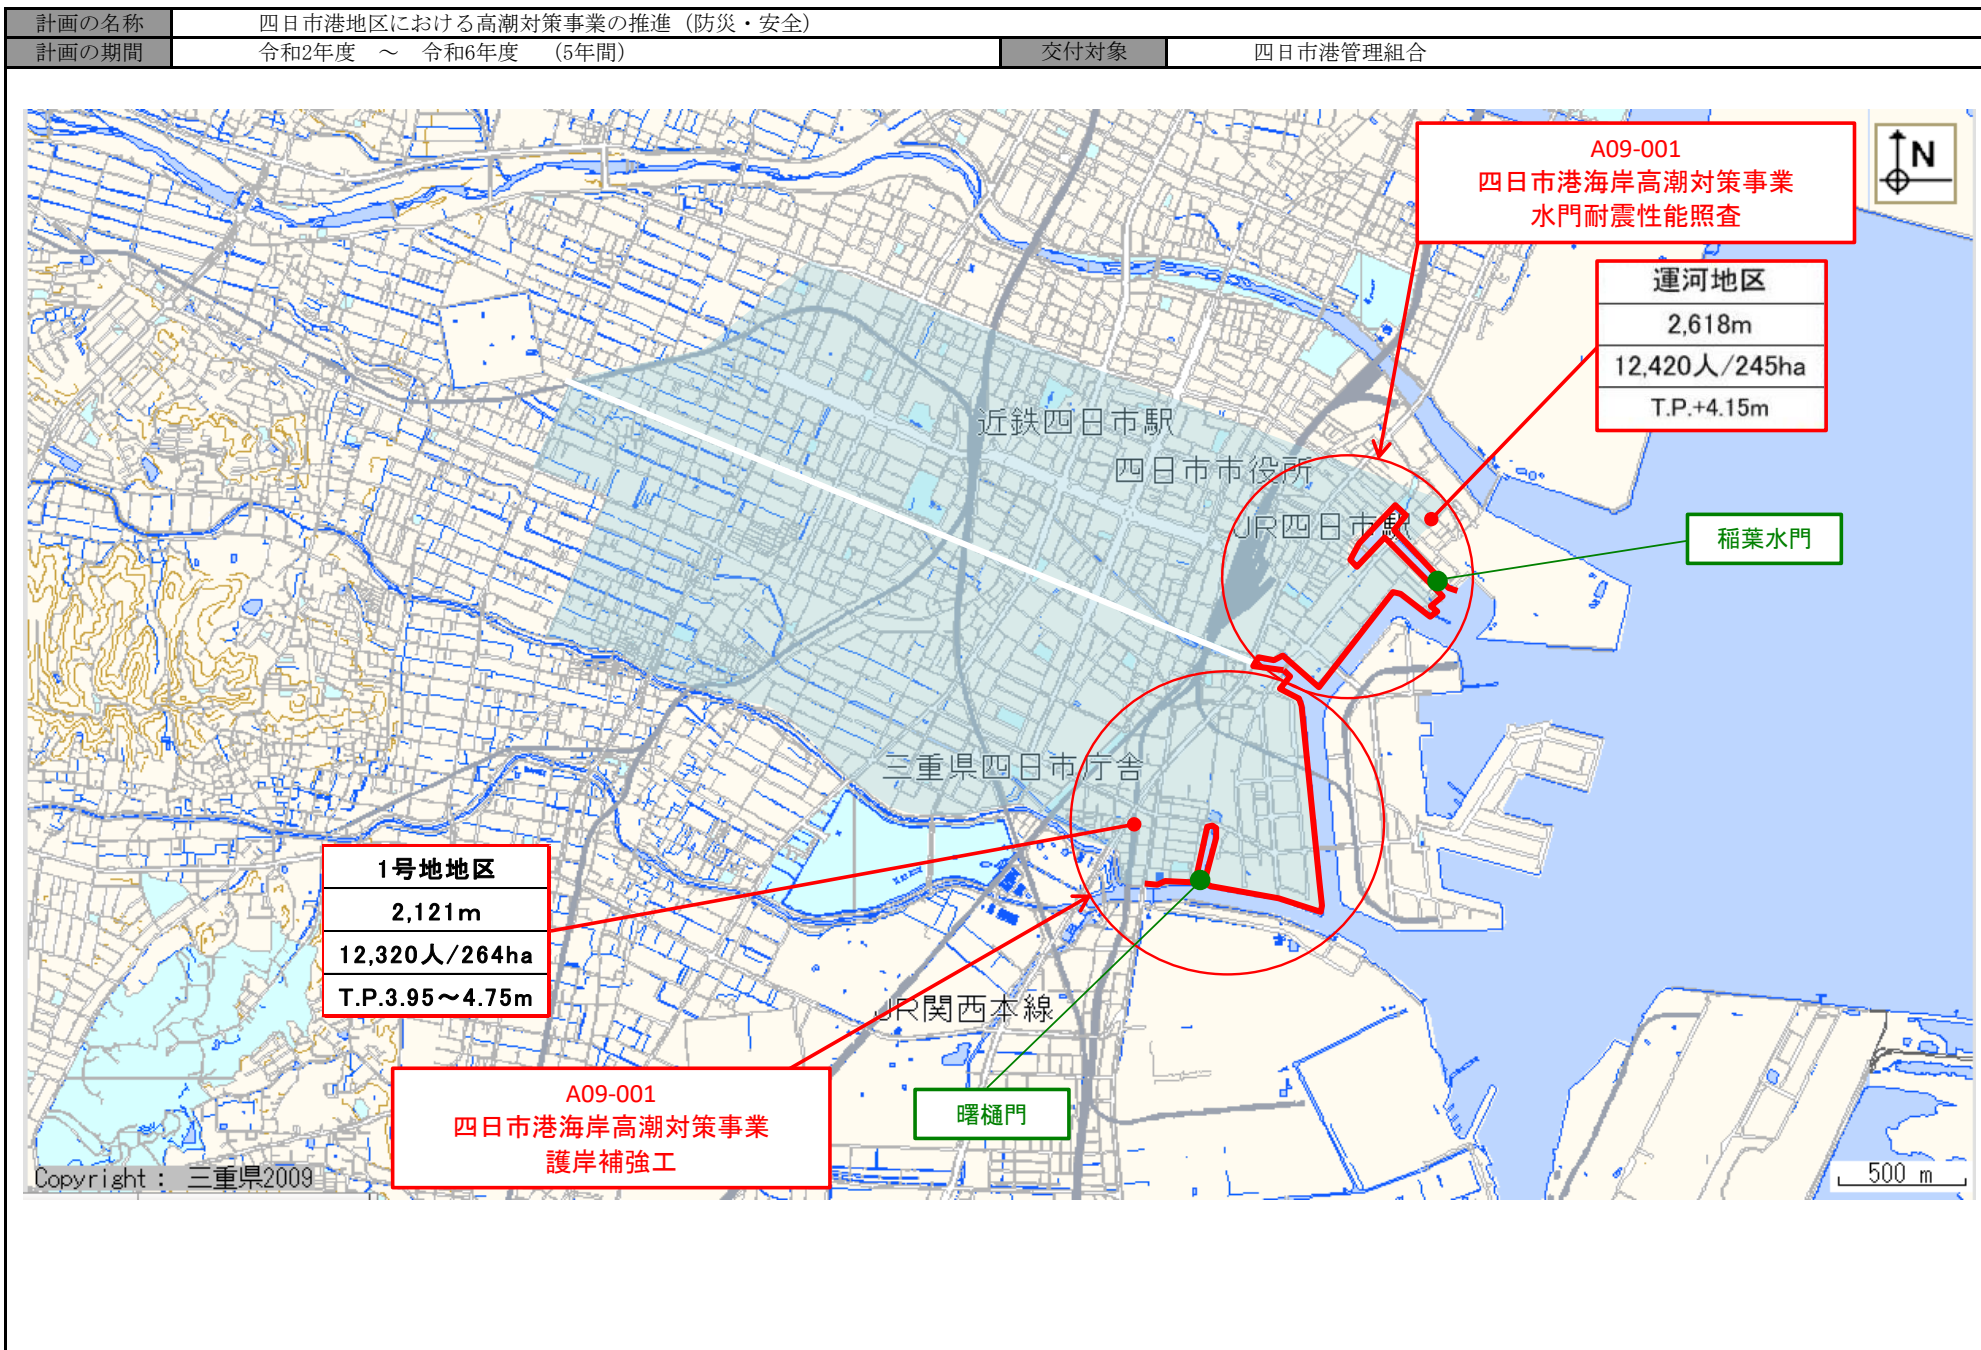 計画の名称 四日市港地区における高潮対策事業の推進（防災・安全）
計画の期間 令和2年度 ～ 令和6年度 （5年間） 交付対象 四日市港管理組合
A09-001
四日市港海岸高潮対策事業
水門耐震性能照査
N
運河地区
2,618m
12,420人/245ha
T.P.+4.15m
近鉄四日市駅
四日市市役所
JR四日市駅
稲葉水門
三重県四日市庁舎
1号地地区
2,121m
12,320人/264ha
T.P.3.95～4.75m
JR関西本線
A09-001
四日市港海岸高潮対策事業
護岸補強工
曙樋門
Copyright： 三重県2009
500 m